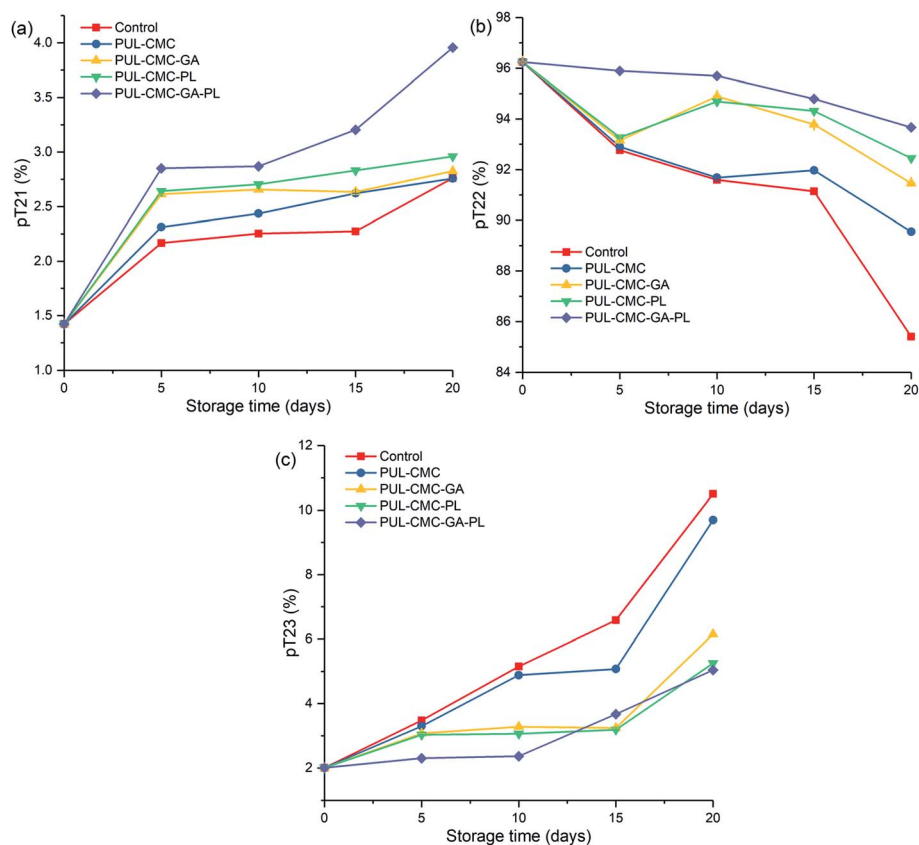 (a)
Control
PUL-CMC
PUL-CMC-GA
PUL-CMC-PL
PUL-CMC-GA-PL
4.0
3.5
3.0
2.5
2.0
1.5
1.0
pT21 (%)
0 5 10 15 20
Storage time (days)
(b)
98
96
94
92
90
88
86
84
pT22 (%)
Control
PUL-CMC
PUL-CMC-GA
PUL-CMC-PL
PUL-CMC-GA-PL
0 5 10 15 20
Storage time (days)
(c)
Control
PUL-CMC
PUL-CMC-GA
PUL-CMC-PL
PUL-CMC-GA-PL
12
10
8
6
4
2
pT23 (%)
0 5 10 15 20
Storage time (days)